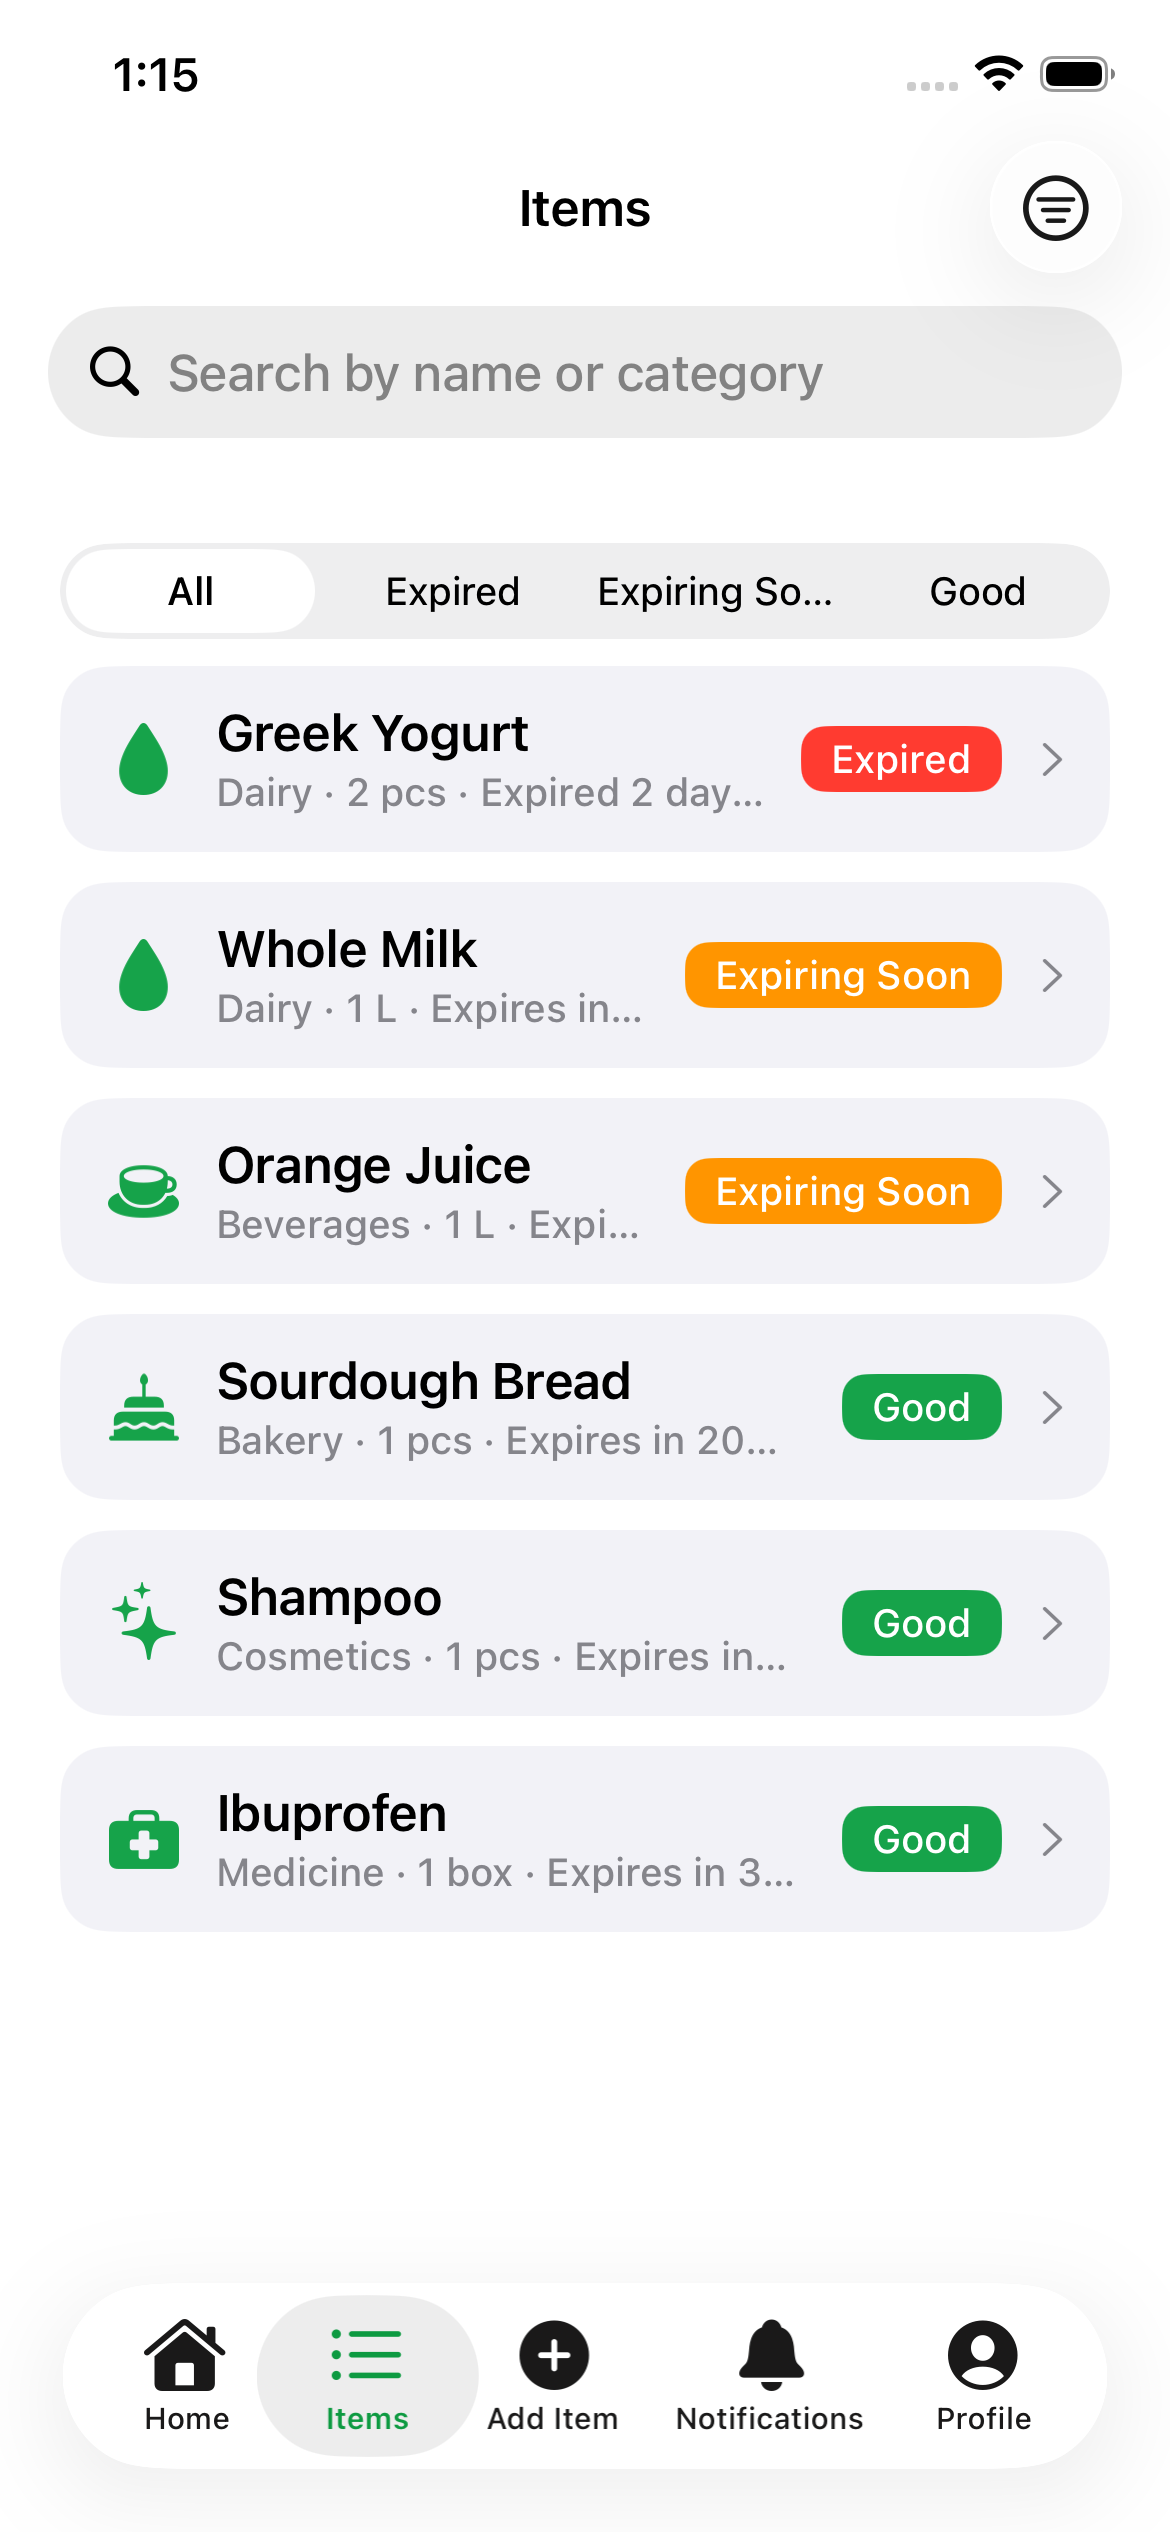 1:15
Items
Search by name or category
All Expired Expiring So... Good
Greek Yogurt
Dairy · 2 pcs · Expired 2 day...
Expired
Whole Milk
Dairy · 1 L · Expires in...
Expiring Soon
Orange Juice
Beverages · 1 L · Expi...
Expiring Soon
Sourdough Bread
Bakery · 1 pcs · Expires in 20...
Good
Shampoo
Cosmetics · 1 pcs · Expires in...
Good
Ibuprofen
Medicine · 1 box · Expires in 3...
Good
Home Items Add Item Notifications Profile